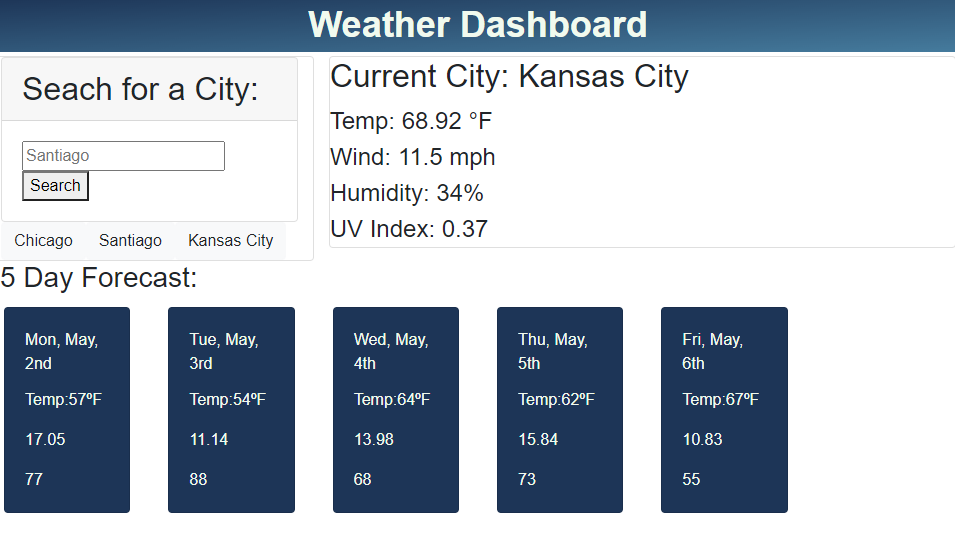 Weather Dashboard
Seach for a City:
Santiago
Search
Chicago Santiago Kansas City
Current City: Kansas City
Temp: 68.92 °F
Wind: 11.5 mph
Humidity: 34%
UV Index: 0.37
5 Day Forecast:
Mon, May,
2nd
Temp:57ºF
17.05
77
Tue, May,
3rd
Temp:54ºF
11.14
88
Wed, May,
4th
Temp:64ºF
13.98
68
Thu, May,
5th
Temp:62ºF
15.84
73
Fri, May,
6th
Temp:67ºF
10.83
55